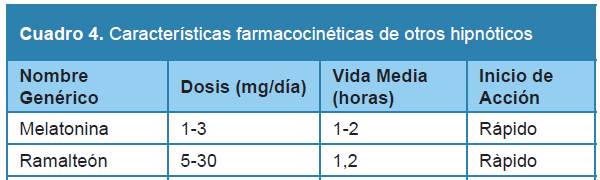 Cuadro 4. Características farmacocinéticas de otros hipnóticos
Nombre Genérico Dosis (mg/día) Vida Media (horas) Inicio de Acción
Melatonina 1-3 1-2 Rápido
Ramalteón 5-30 1,2 Ràpido